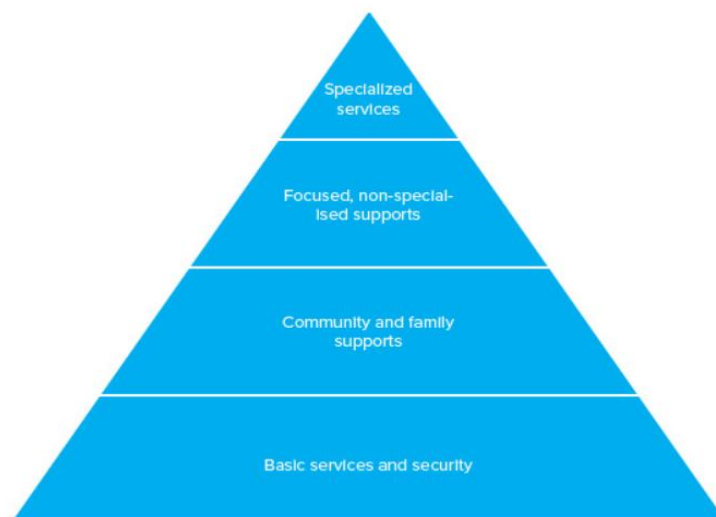 Specialized
services
Focused, non-special-
ised supports
Community and family
supports
Basic services and security